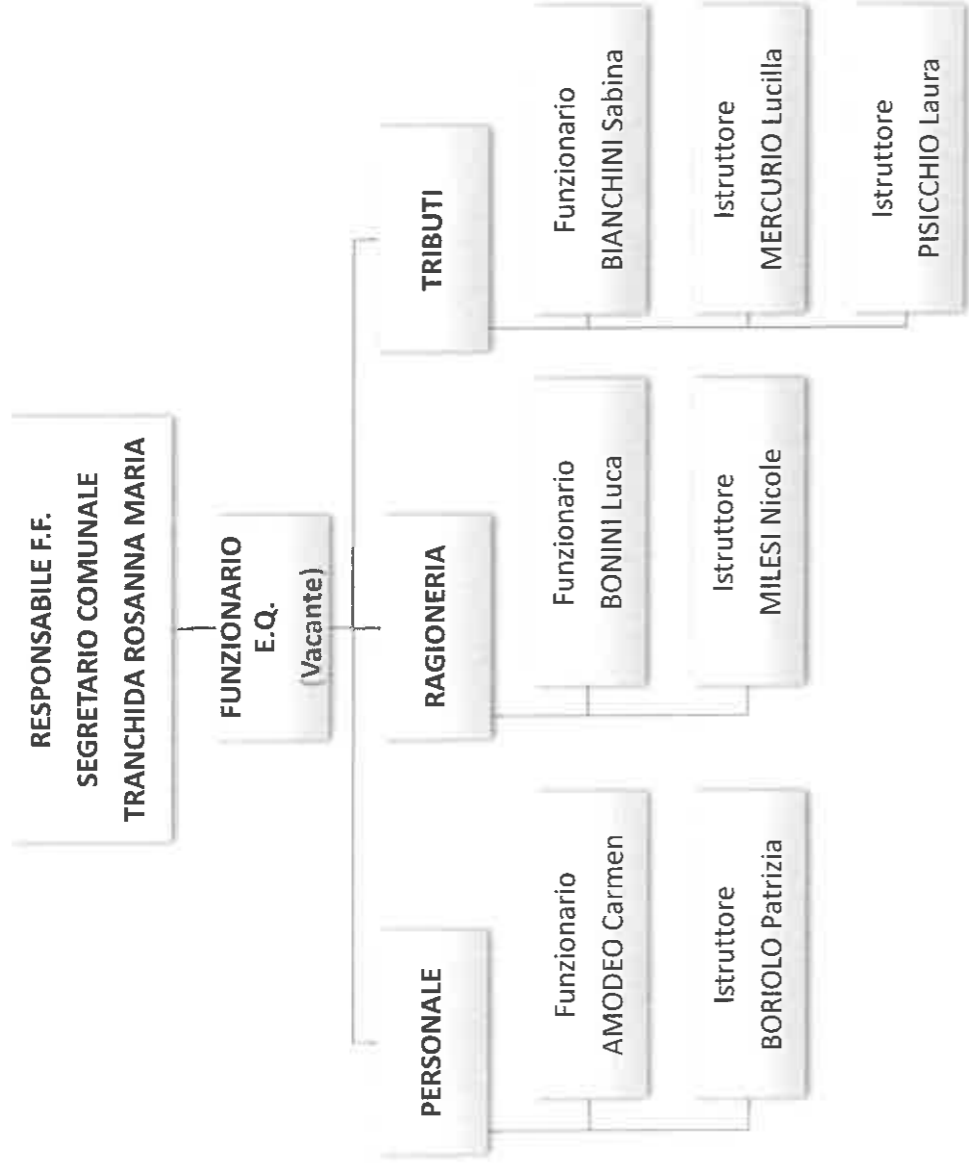 RESPONSABILE F.F.
SEGRETARIO COMUNALE
TRANCHIDA ROSANNA MARIA
FUNZIONARIO
E.Q.
(Vacante)
PERSONALE
Funzionario
AMODEO Carmen
Istruttore
BORIOLO Patrizia
RAGIONERIA
Funzionario
BONINI Luca
Istruttore
MILESI Nicole
TRIBUTI
Funzionario
BIANCHINI Sabina
Istruttore
MERCURIO Lucilla
Istruttore
PISICCHIO Laura